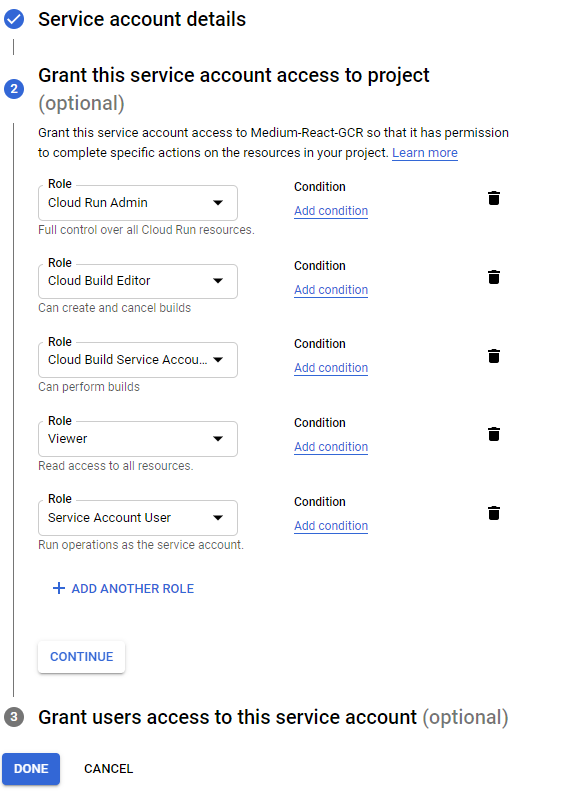 Service account details
2
Grant this service account access to project
(optional)
Grant this service account access to Medium-React-GCR so that it has permission
to complete specific actions on the resources in your project. Learn more
Role
Cloud Run Admin
Condition
Add condition
Full control over all Cloud Run resources.
Role
Cloud Build Editor
Condition
Add condition
Can create and cancel builds
Role
Cloud Build Service Accou...
Condition
Add condition
Can perform builds
Role
Viewer
Condition
Add condition
Read access to all resources.
Role
Service Account User
Condition
Add condition
Run operations as the service account.
+ ADD ANOTHER ROLE
CONTINUE
3
Grant users access to this service account (optional)
DONE CANCEL